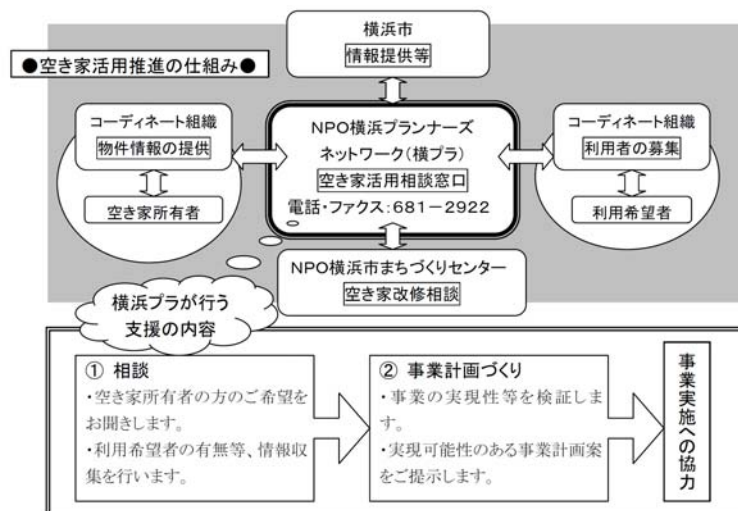 横浜市
情報提供等
●空き家活用推進の仕組み●
コーディネート組織
物件情報の提供
空き家所有者
NPO横浜プランナーズ
ネットワーク(横プラ)
空き家活用相談窓口
電話・ファクス:681-2922
コーディネート組織
利用者の募集
利用希望者
NPO横浜市まちづくりセンター
空き家改修相談
横浜プラが行う
支援の内容
① 相談
・空き家所有者の方のご希望を
お聞きします。
・利用希望者の有無等、情報収
集を行います。
② 事業計画づくり
・事業の実現性等を検証しま
す。
・実現可能性のある事業計画案
をご提示します。
事業実施への協力